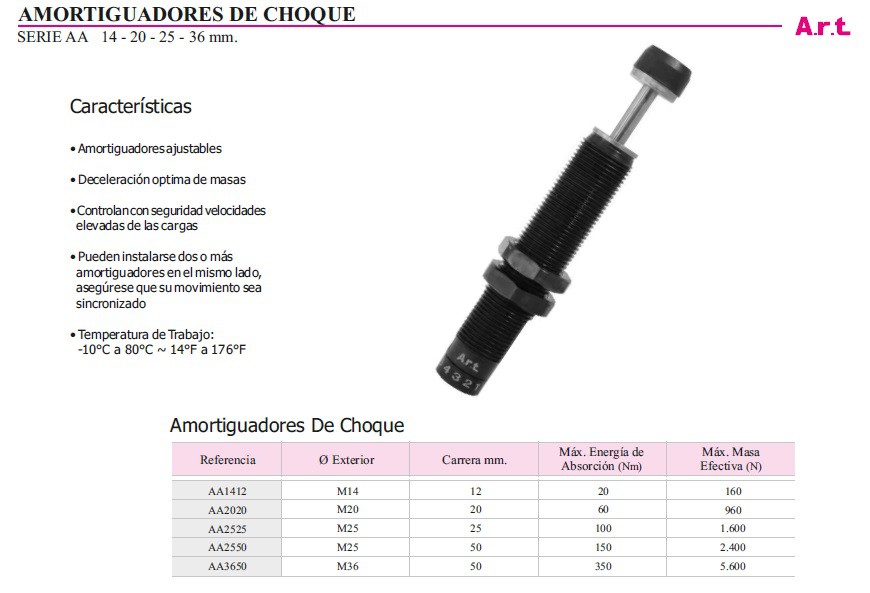 AMORTIGUADORES DE CHOQUE
A.r.t.
SERIE AA 14 - 20 - 25 - 36 mm.
Características
• Amortiguadores ajustables
• Deceleración optima de masas
• Controlan con seguridad velocidades
elevadas de las cargas
• Pueden instalarse dos o más
amortiguadores en el mismo lado,
asegúrese que su movimiento sea
sincronizado
• Temperatura de Trabajo:
-10°C a 80°C ~ 14°F a 176°F
Art.
4 3 2 1
Amortiguadores De Choque
Referencia Ø Exterior Carrera mm. Máx. Energía de Absorción (Nm) Máx. Masa Efectiva (N)
AA1412 M14 12 20 160
AA2020 M20 20 60 960
AA2525 M25 25 100 1.600
AA2550 M25 50 150 2.400
AA3650 M36 50 350 5.600